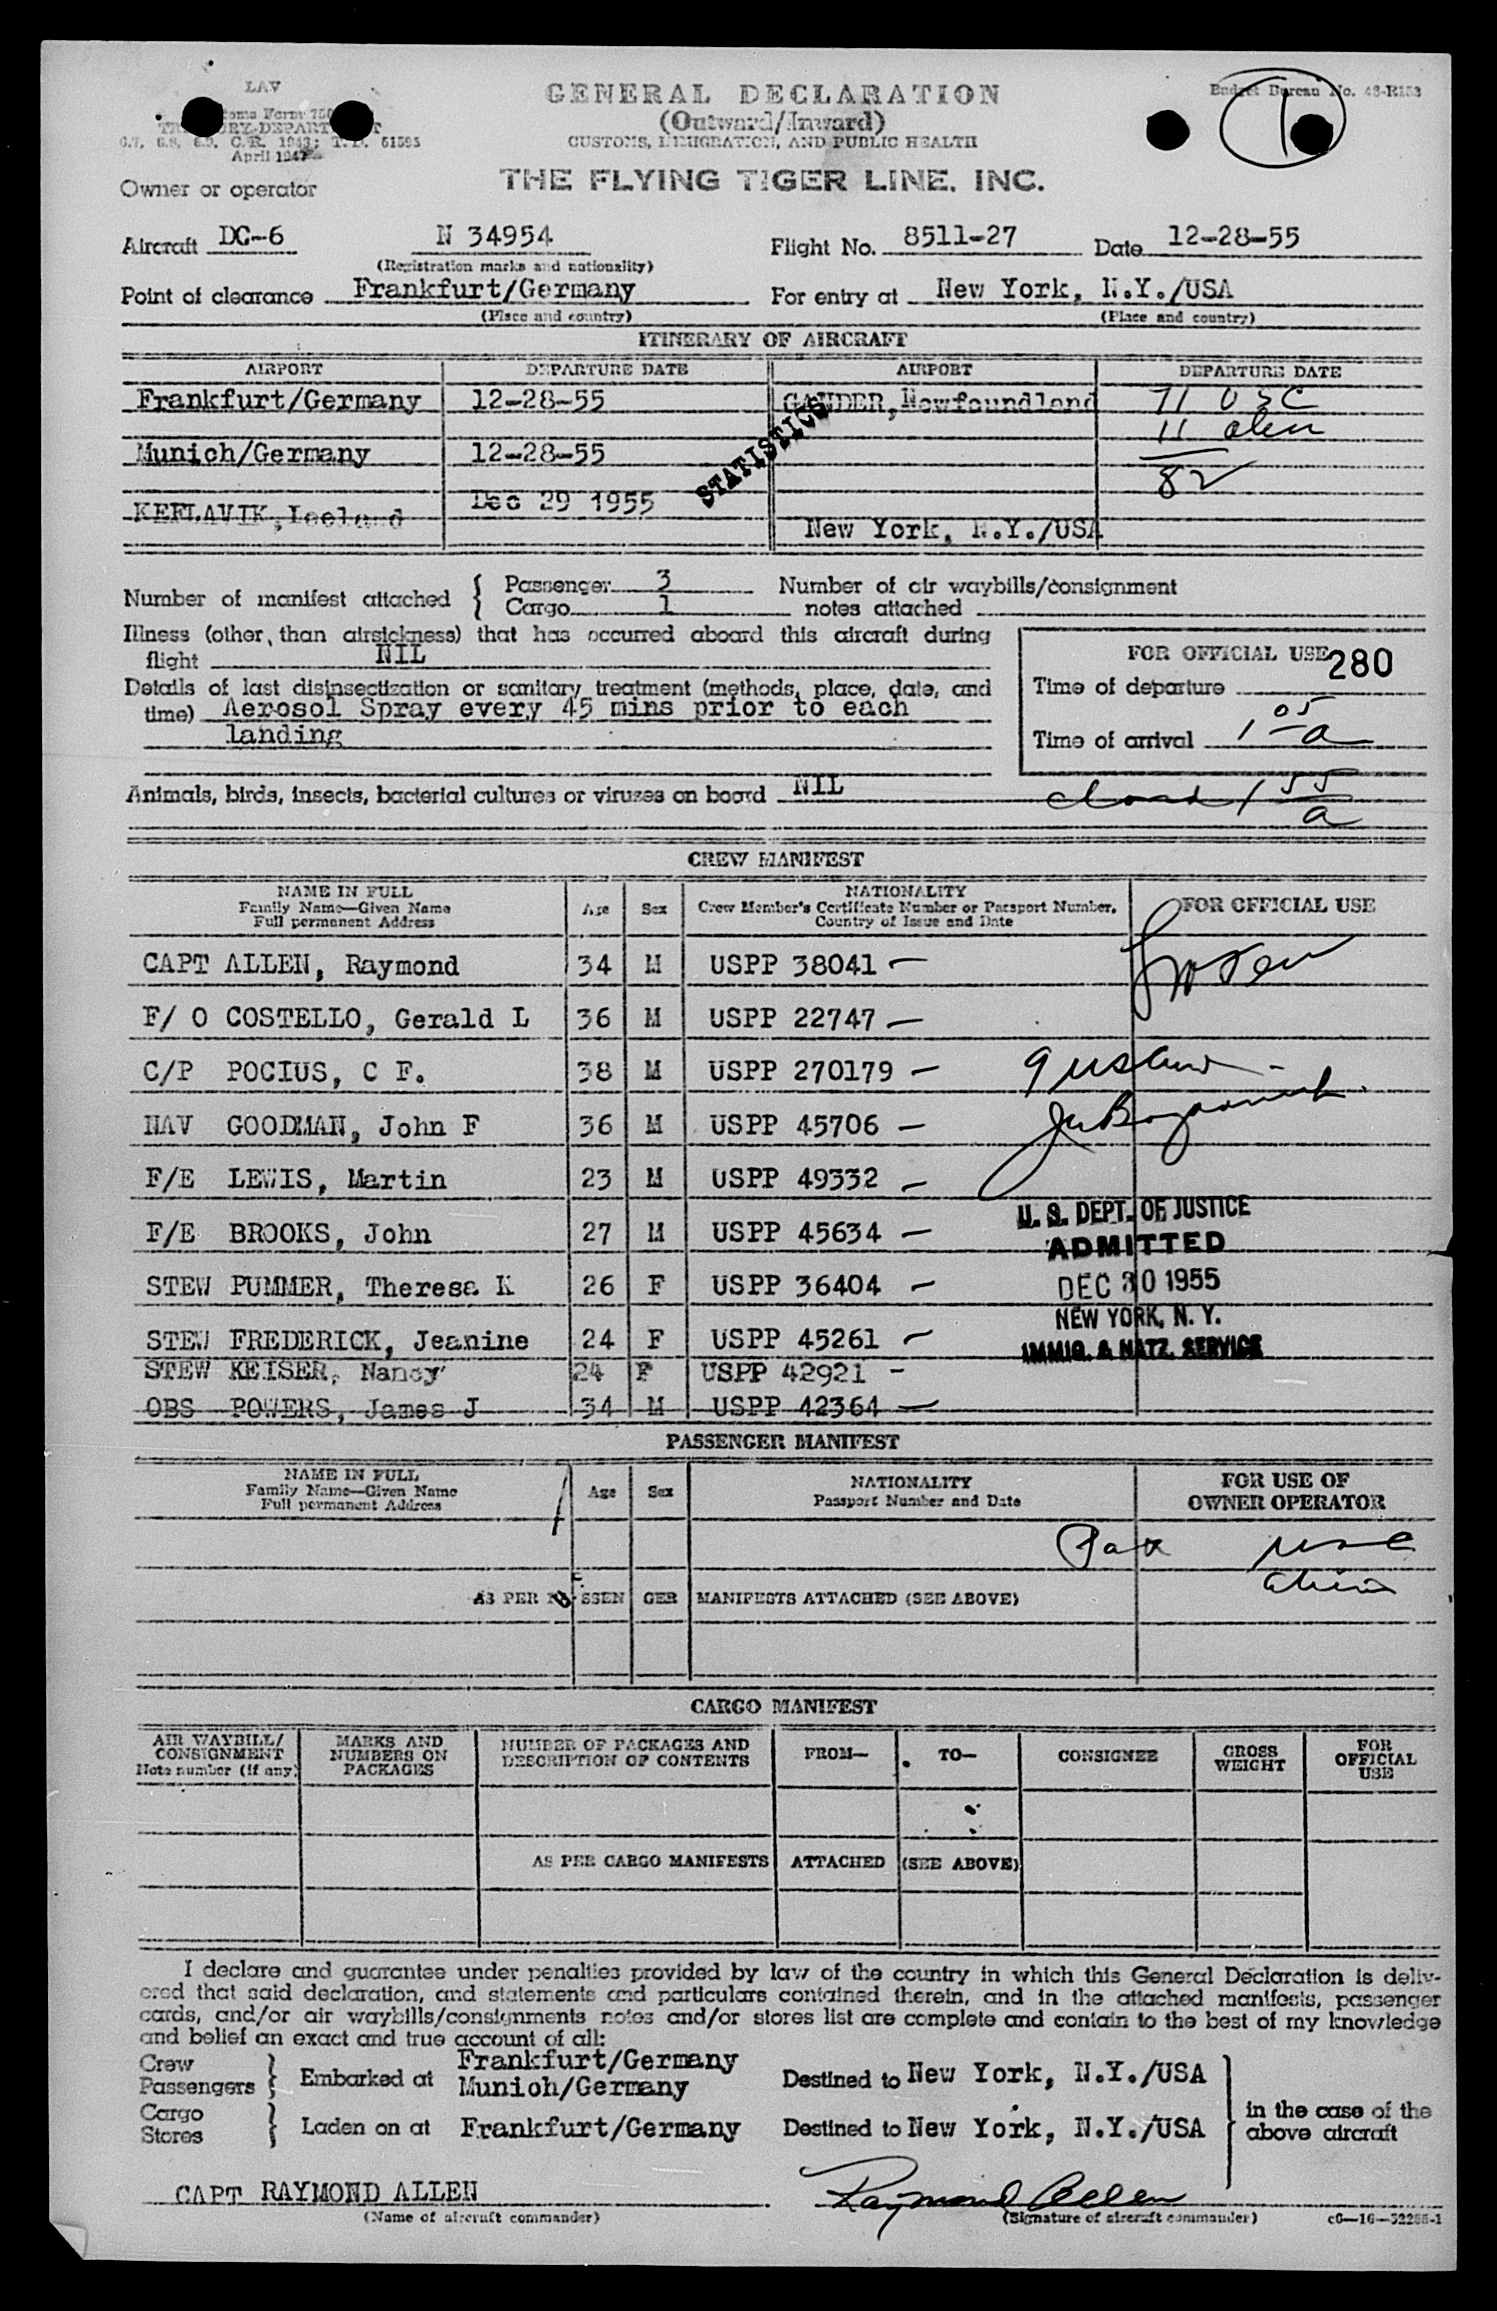 LAV
GENERAL DECLARATION
Budget Bureau No. 43-R153
(Outward/Inward)
CUSTOMS, IMMIGRATION, AND PUBLIC HEALTH
April 1947
THE FLYING TIGER LINE, INC.
Owner or operator
Aircraft DC-6 N 34954 Flight No. 8511-27 Date 12-28-55
(Registration marks and nationality)
Point of clearance Frankfurt/Germany For entry at New York, N.Y./USA
(Place and country) (Place and country)
ITINERARY OF AIRCRAFT
AIRPORT DEPARTURE DATE AIRPORT DEPARTURE DATE
Frankfurt/Germany 12-28-55 GANDER, Newfoundland 71 USC
11 alien
Munich/Germany 12-28-55 82
STATISTICS
KEFLAVIK, Iceland Dec 29 1955
New York, N.Y./USA
Number of manifest attached { Passenger 3 Number of air waybills/consignment
Cargo 1 notes attached
Illness (other, than airsickness) that has occurred aboard this aircraft during
flight NIL
FOR OFFICIAL USE 280
Details of last disinsectization or sanitary treatment (methods, place, date, and
time) Aerosol Spray every 45 mins prior to each
landing
Time of departure
Time of arrival 1 05 a
Animals, birds, insects, bacterial cultures or viruses on board NIL
closed 1 55 a
CREW MANIFEST
NAME IN FULL
Family Name—Given Name
Full permanent Address
Age Sex
NATIONALITY
Crew Member's Certificate Number or Passport Number,
Country of Issue and Date
FOR OFFICIAL USE
CAPT ALLEN, Raymond 34 M USPP 38041
F/ O COSTELLO, Gerald L 36 M USPP 22747
C/P POCIUS, C F. 38 M USPP 270179
NAV GOODMAN, John F 36 M USPP 45706
F/E LEWIS, Martin 23 M USPP 49332
F/E BROOKS, John 27 M USPP 45634
STEW PUMMER, Theresa K 26 F USPP 36404
STEW FREDERICK, Jeanine 24 F USPP 45261
STEW KEISER, Nancy 24 F USPP 42921
OBS POWERS, James J 34 M USPP 42364
U. S. DEPT. OF JUSTICE
ADMITTED
DEC 30 1955
NEW YORK, N. Y.
IMMIG. & NATZ. SERVICE
PASSENGER MANIFEST
NAME IN FULL
Family Name—Given Name
Full permanent Address
Age Sex
NATIONALITY
Passport Number and Date
FOR USE OF
OWNER OPERATOR
Pax USC
alien
AS PER PASSENGER MANIFESTS ATTACHED (SEE ABOVE)
CARGO MANIFEST
AIR WAYBILL/
CONSIGNMENT
Note number (if any)
MARKS AND
NUMBERS ON
PACKAGES
NUMBER OF PACKAGES AND
DESCRIPTION OF CONTENTS
FROM— TO— CONSIGNEE
GROSS
WEIGHT
FOR
OFFICIAL
USE
AS PER CARGO MANIFESTS ATTACHED (SEE ABOVE)
I declare and guarantee under penalties provided by law of the country in which this General Declaration is deliv-
ered that said declaration, and statements and particulars contained therein, and in the attached manifests, passenger
cards, and/or air waybills/consignments notes and/or stores list are complete and contain to the best of my knowledge
and belief an exact and true account of all:
Crew
Passengers } Embarked at Frankfurt/Germany
Munich/Germany
Destined to New York, N.Y./USA
Cargo
Stores } Laden on at Frankfurt/Germany Destined to New York, N.Y./USA
in the case of the
above aircraft
CAPT RAYMOND ALLEN Raymond Allen
(Name of aircraft commander) (Signature of aircraft commander)